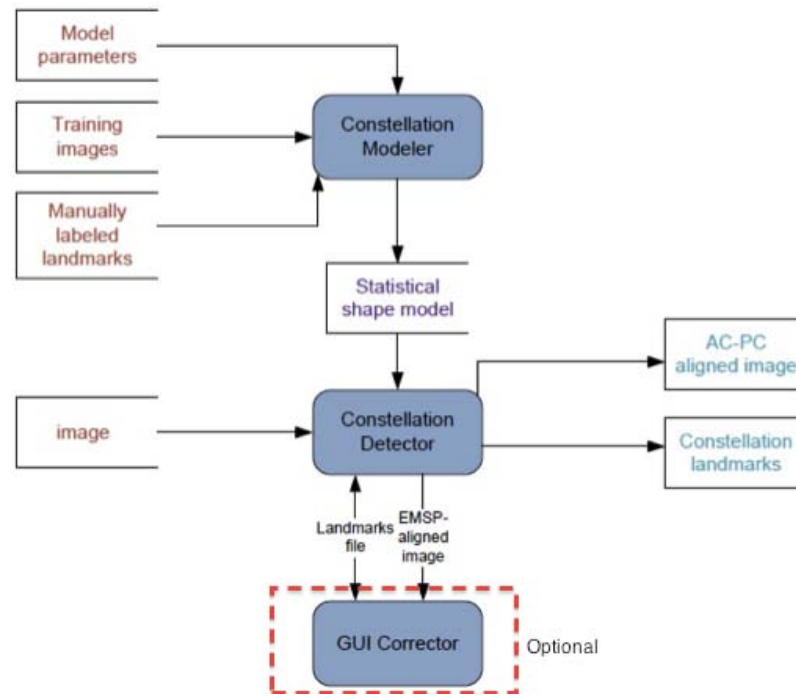 Model
parameters
Training
images
Constellation
Modeler
Manually
labeled
landmarks
Statistical
shape model
AC-PC
aligned image
image
Constellation
Detector
Constellation
landmarks
Landmarks
file
EMSP-
aligned
image
GUI Corrector
Optional